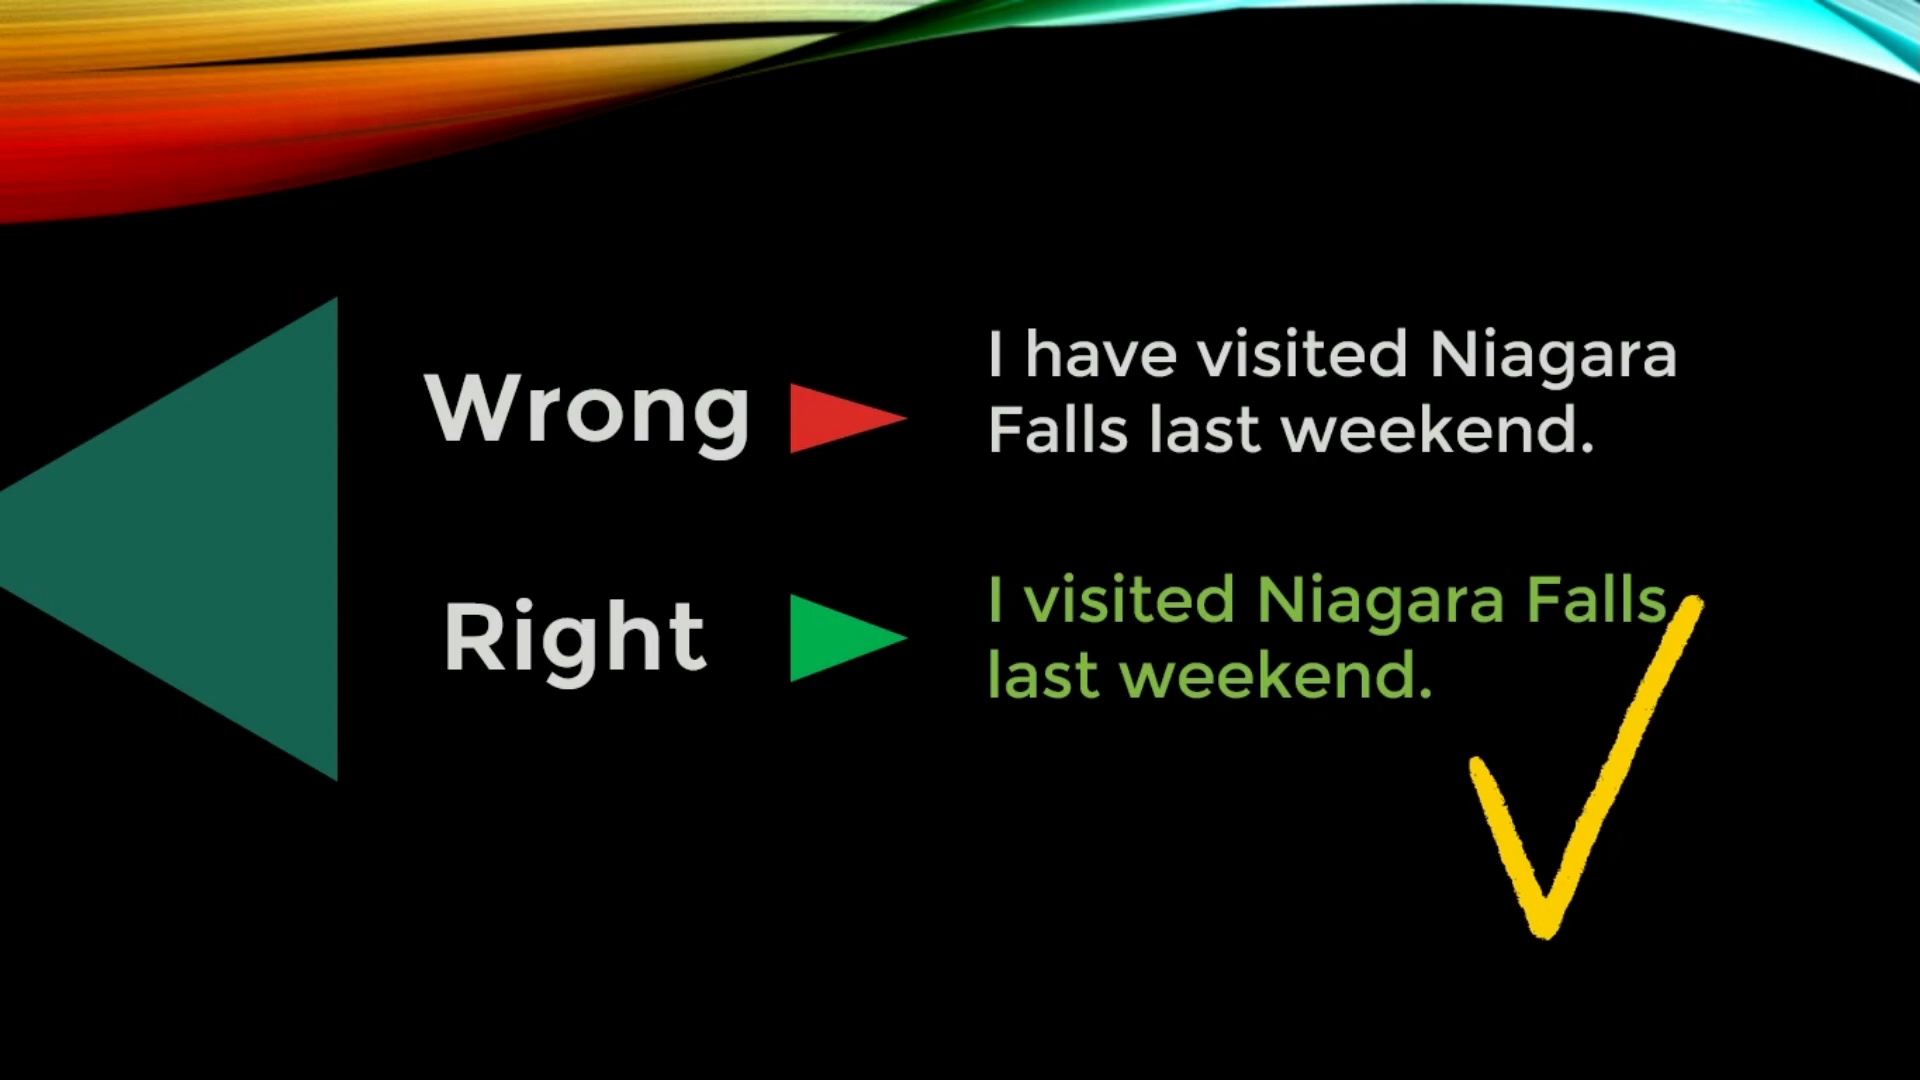 Wrong
I have visited Niagara
Falls last weekend.
Right
I visited Niagara Falls
last weekend.